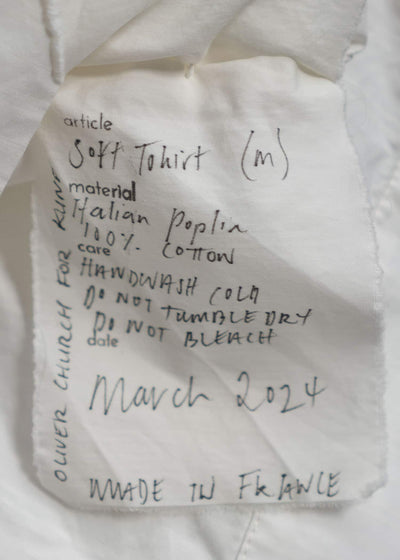 article
Soft Tshirt (m)
material
Italian Poplin
100% COTTON
care
HANDWASH COLD
DO NOT TUMBLE DRY
DO NOT BLEACH
date
March 2024
MADE IN FRANCE
OLIVER CHURCH FOR